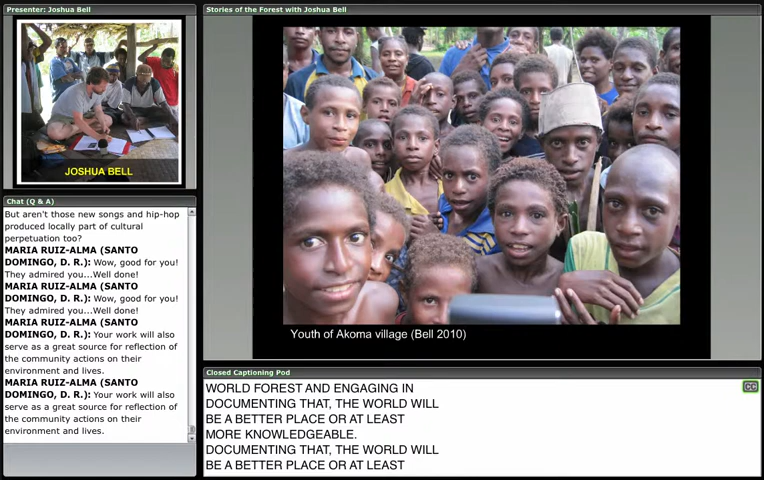 Presenter: Joshua Bell
JOSHUA BELL
Chat (Q & A)
But aren't those new songs and hip-hop
produced locally part of cultural
perpetuation too?
MARIA RUIZ-ALMA (SANTO
DOMINGO, D. R.): Wow, good for you!
They admired you...Well done!
MARIA RUIZ-ALMA (SANTO
DOMINGO, D. R.): Wow, good for you!
They admired you...Well done!
MARIA RUIZ-ALMA (SANTO
DOMINGO, D. R.): Your work will also
serve as a great source for reflection of
the community actions on their
environment and lives.
MARIA RUIZ-ALMA (SANTO
DOMINGO, D. R.): Your work will also
serve as a great source for reflection of
the community actions on their
environment and lives.
Stories of the Forest with Joshua Bell
Youth of Akoma village (Bell 2010)
Closed Captioning Pod
CC
WORLD FOREST AND ENGAGING IN
DOCUMENTING THAT, THE WORLD WILL
BE A BETTER PLACE OR AT LEAST
MORE KNOWLEDGEABLE.
DOCUMENTING THAT, THE WORLD WILL
BE A BETTER PLACE OR AT LEAST